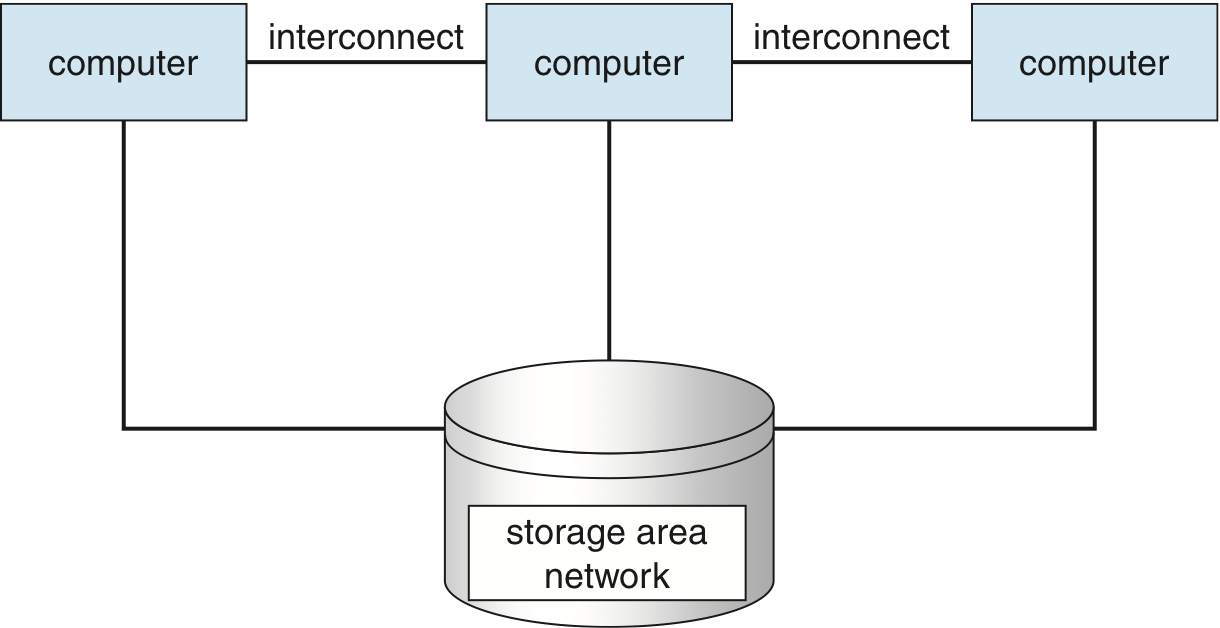 computer
interconnect
computer
interconnect
computer
storage area
network